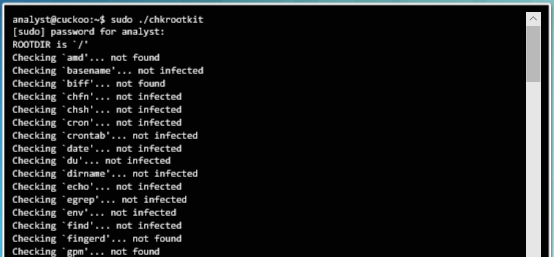 analyst@cuckoo:~$ sudo ./chkrootkit
[sudo] password for analyst:
ROOTDIR is `/'
Checking `amd'... not found
Checking `basename'... not infected
Checking `biff'... not found
Checking `chfn'... not infected
Checking `chsh'... not infected
Checking `cron'... not infected
Checking `crontab'... not infected
Checking `date'... not infected
Checking `du'... not infected
Checking `dirname'... not infected
Checking `echo'... not infected
Checking `egrep'... not infected
Checking `env'... not infected
Checking `find'... not infected
Checking `fingerd'... not found
Checking `gpm'... not found